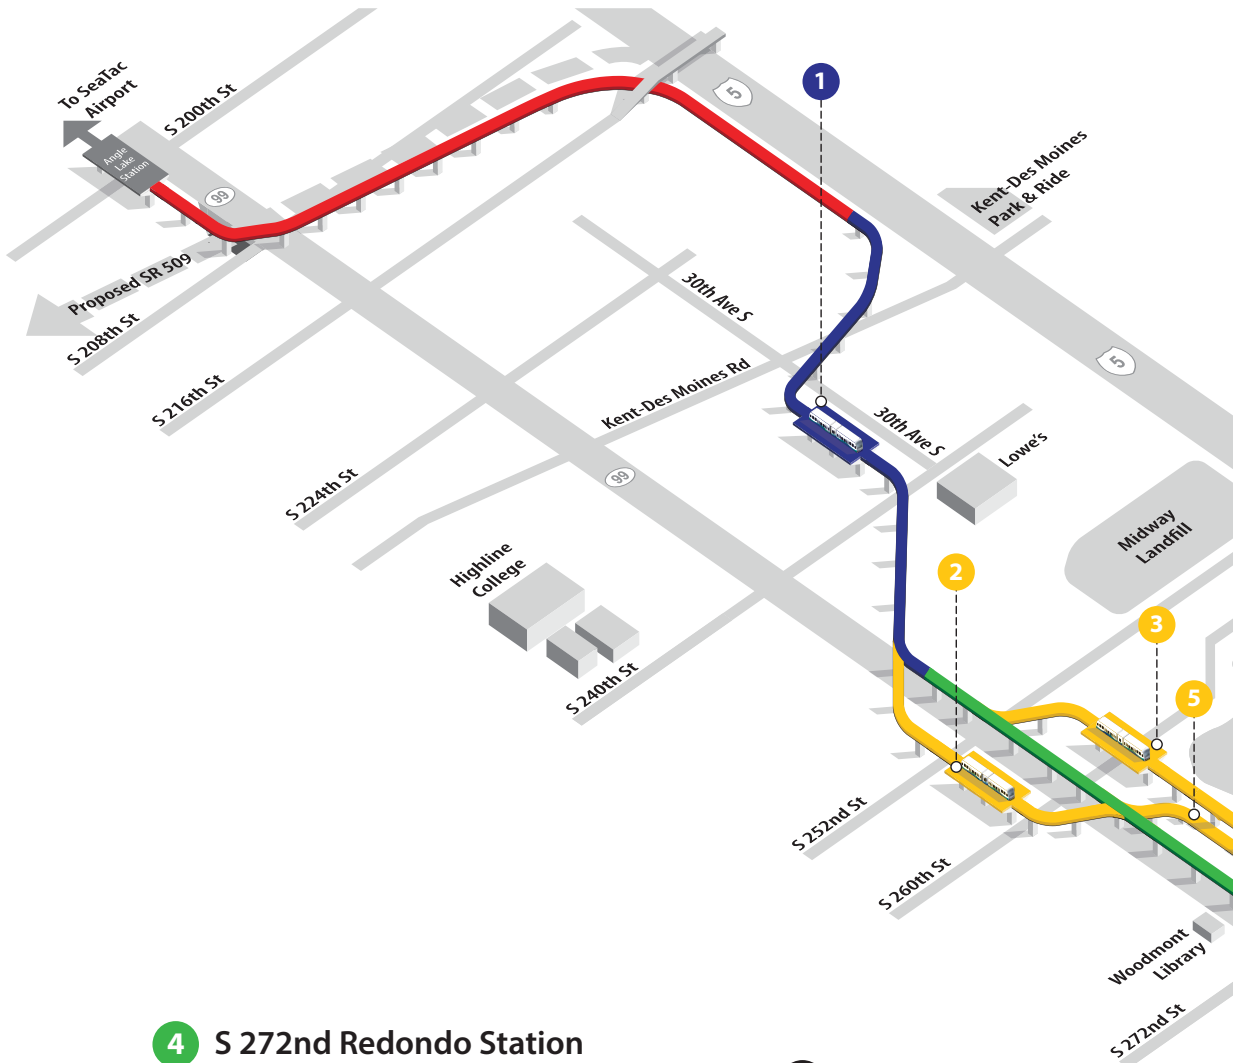 To SeaTac
Airport
S 200th St
Angle
Lake
Station
99
5
1
Kent-Des Moines
Park & Ride
Proposed SR 509
S 208th St
30th Ave S
5
S 216th St
Kent-Des Moines Rd
30th Ave S
Lowe's
S 224th St
99
Midway
Landfill
Highline
College
2
3
S 240th St
5
S 252nd St
S 260th St
Woodmont
Library
S 272nd St
4 S 272nd Redondo Station